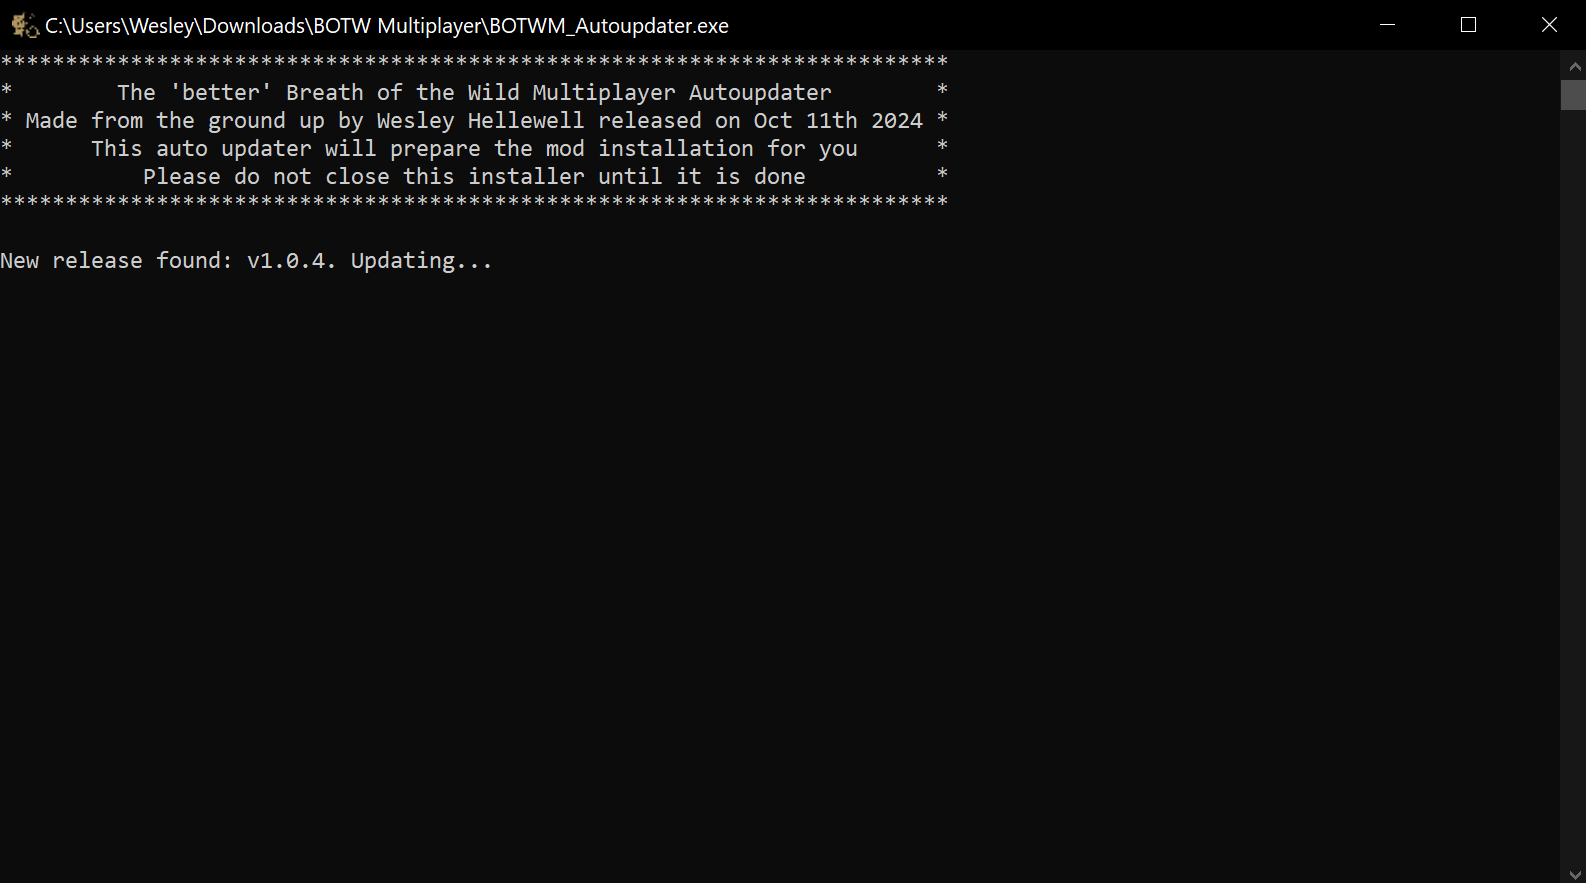 C:\Users\Wesley\Downloads\BOTW Multiplayer\BOTWM_Autoupdater.exe
*************************************************************************
*        The 'better' Breath of the Wild Multiplayer Autoupdater        *
* Made from the ground up by Wesley Hellewell released on Oct 11th 2024 *
*      This auto updater will prepare the mod installation for you      *
*          Please do not close this installer until it is done          *
*************************************************************************
New release found: v1.0.4. Updating...